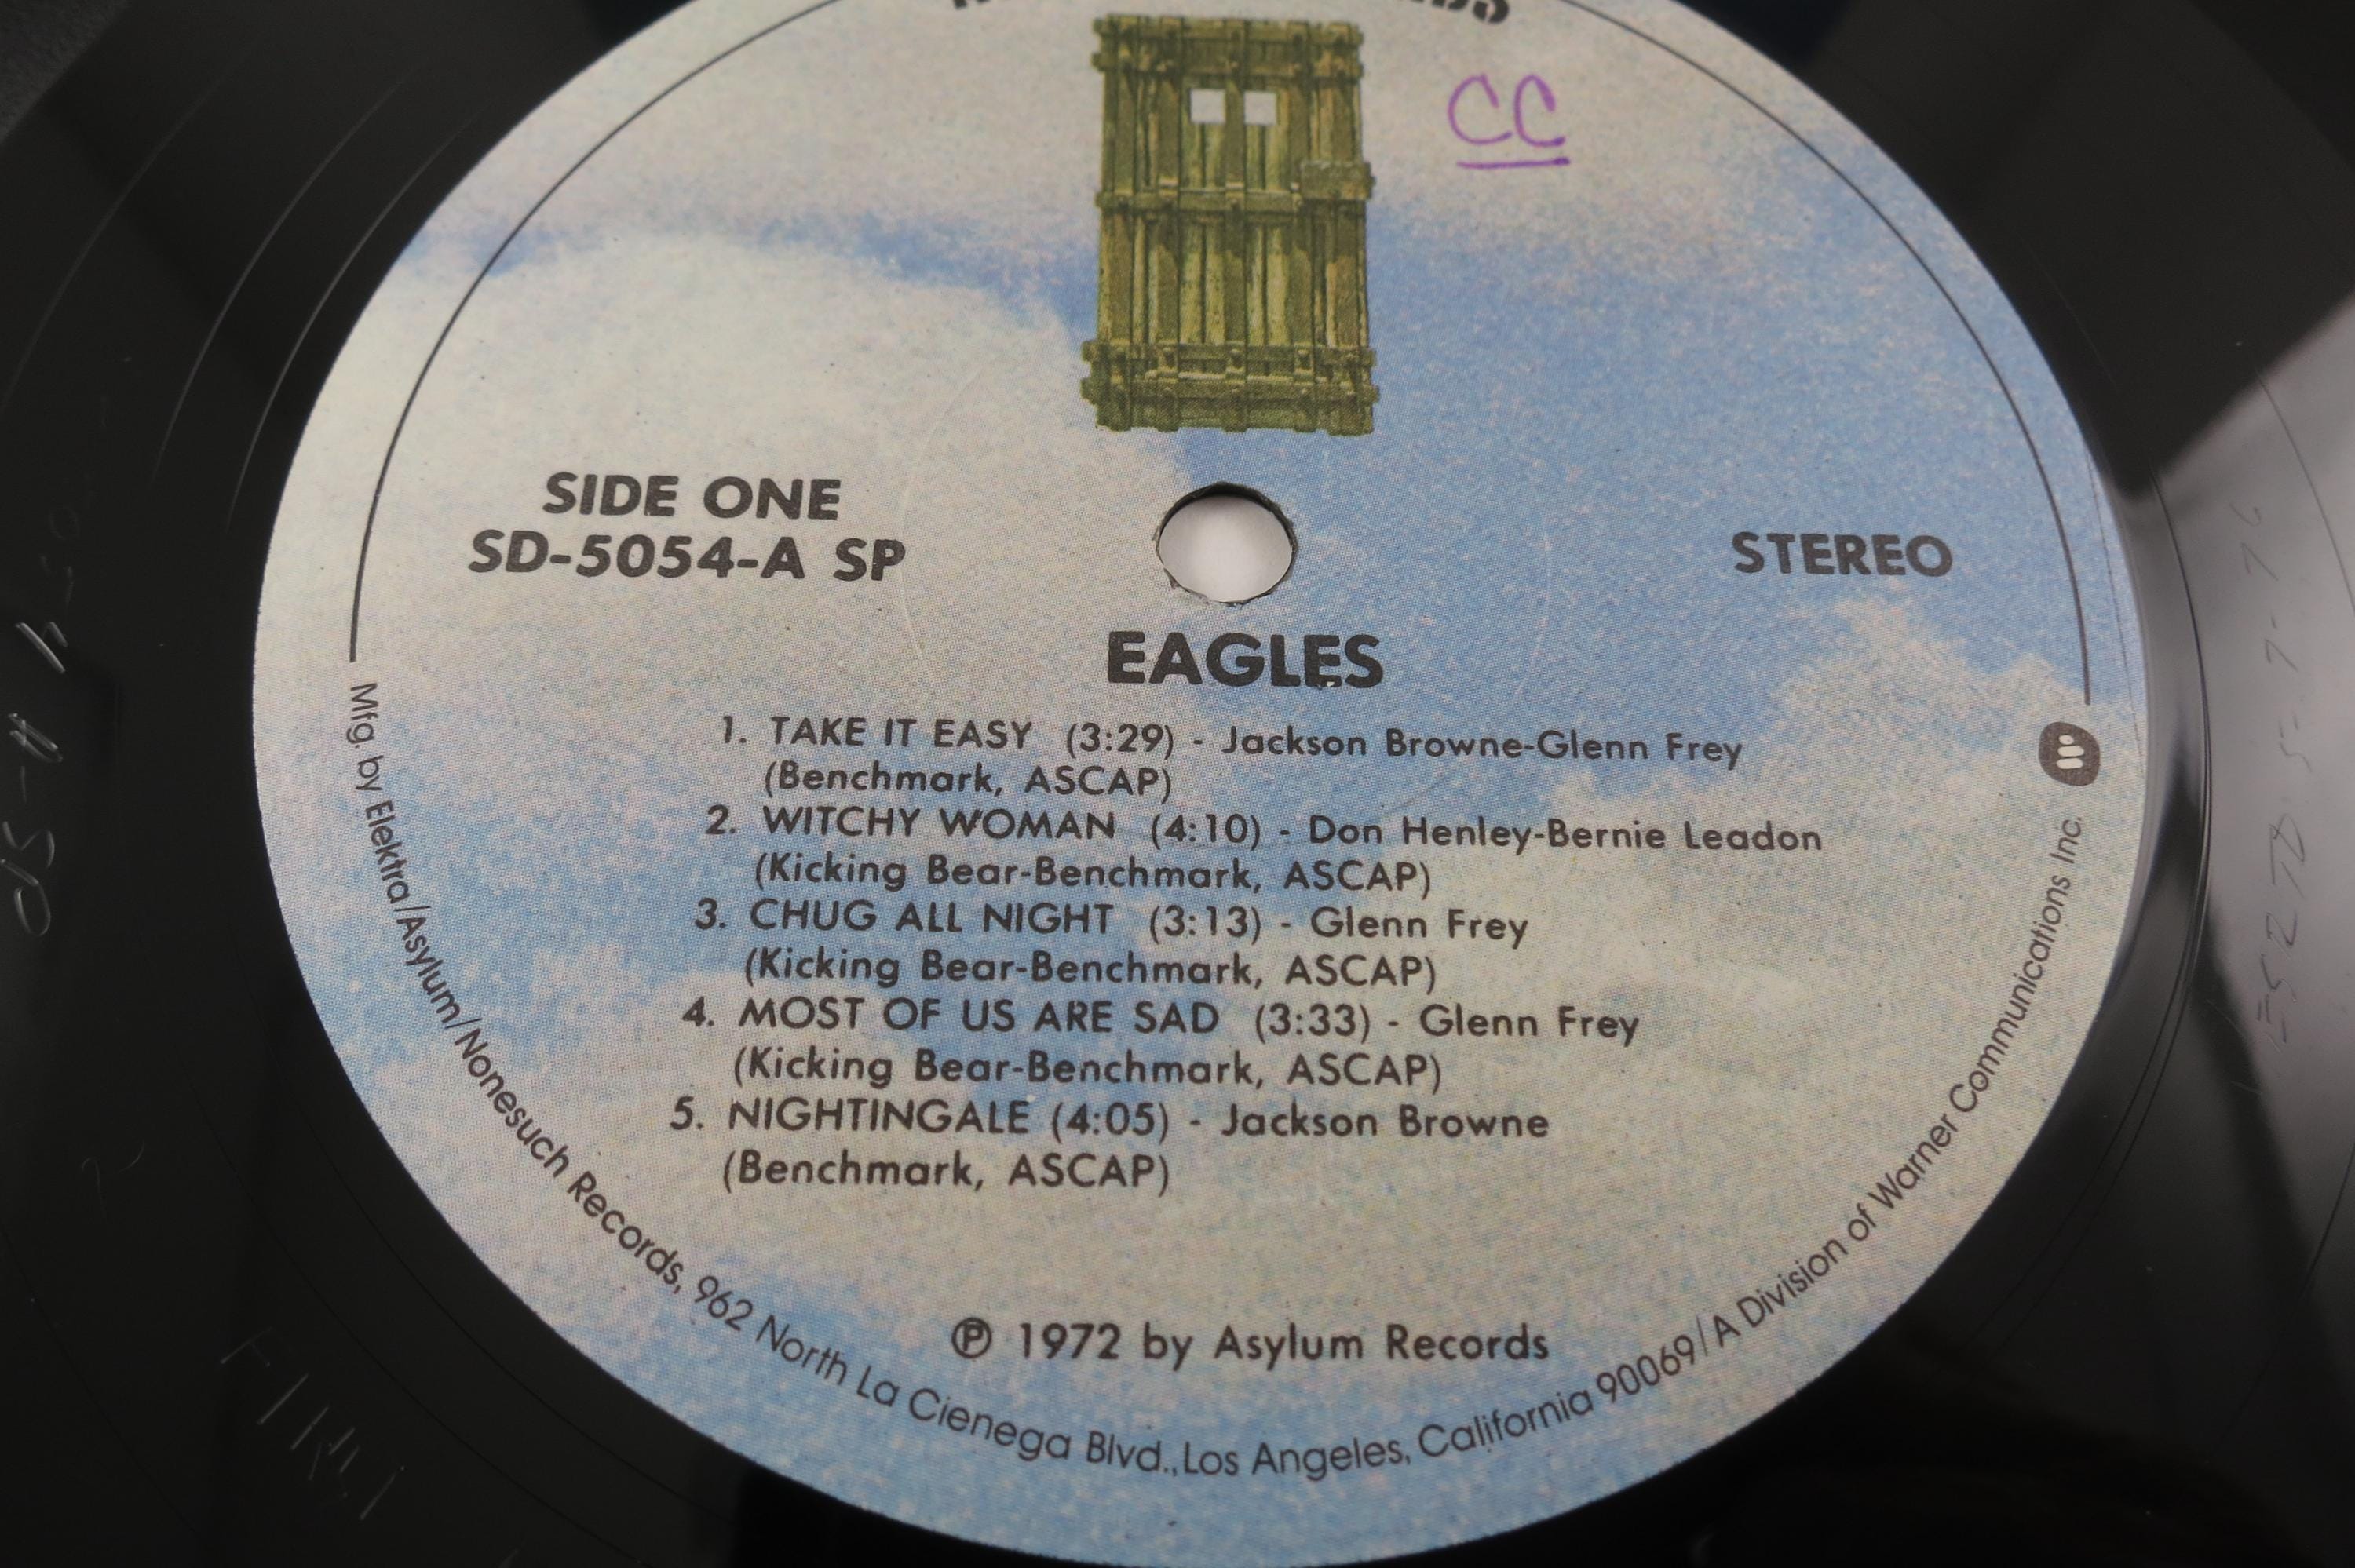 CC
SIDE ONE
SD-5054-A SP
STEREO
EAGLES
1. TAKE IT EASY (3:29) - Jackson Browne-Glenn Frey
(Benchmark, ASCAP)
2. WITCHY WOMAN (4:10) - Don Henley-Bernie Leadon
(Kicking Bear-Benchmark, ASCAP)
3. CHUG ALL NIGHT (3:13) - Glenn Frey
(Kicking Bear-Benchmark, ASCAP)
4. MOST OF US ARE SAD (3:33) - Glenn Frey
(Kicking Bear-Benchmark, ASCAP)
5. NIGHTINGALE (4:05) - Jackson Browne
(Benchmark, ASCAP)
℗ 1972 by Asylum Records
Mfg. by Elektra/Asylum/Nonesuch Records, 962 North La Cienega Blvd., Los Angeles, California 90069/A Division of Warner Communications Inc.